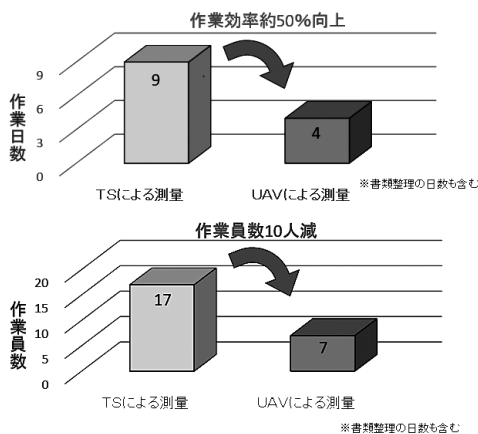 作業効率約50%向上
9
6
3
0
作業日数
9
4
TSによる測量
UAVによる測量
※書類整理の日数も含む
作業員数10人減
20
15
10
5
0
作業員数
17
7
TSによる測量
UAVによる測量
※書類整理の日数も含む